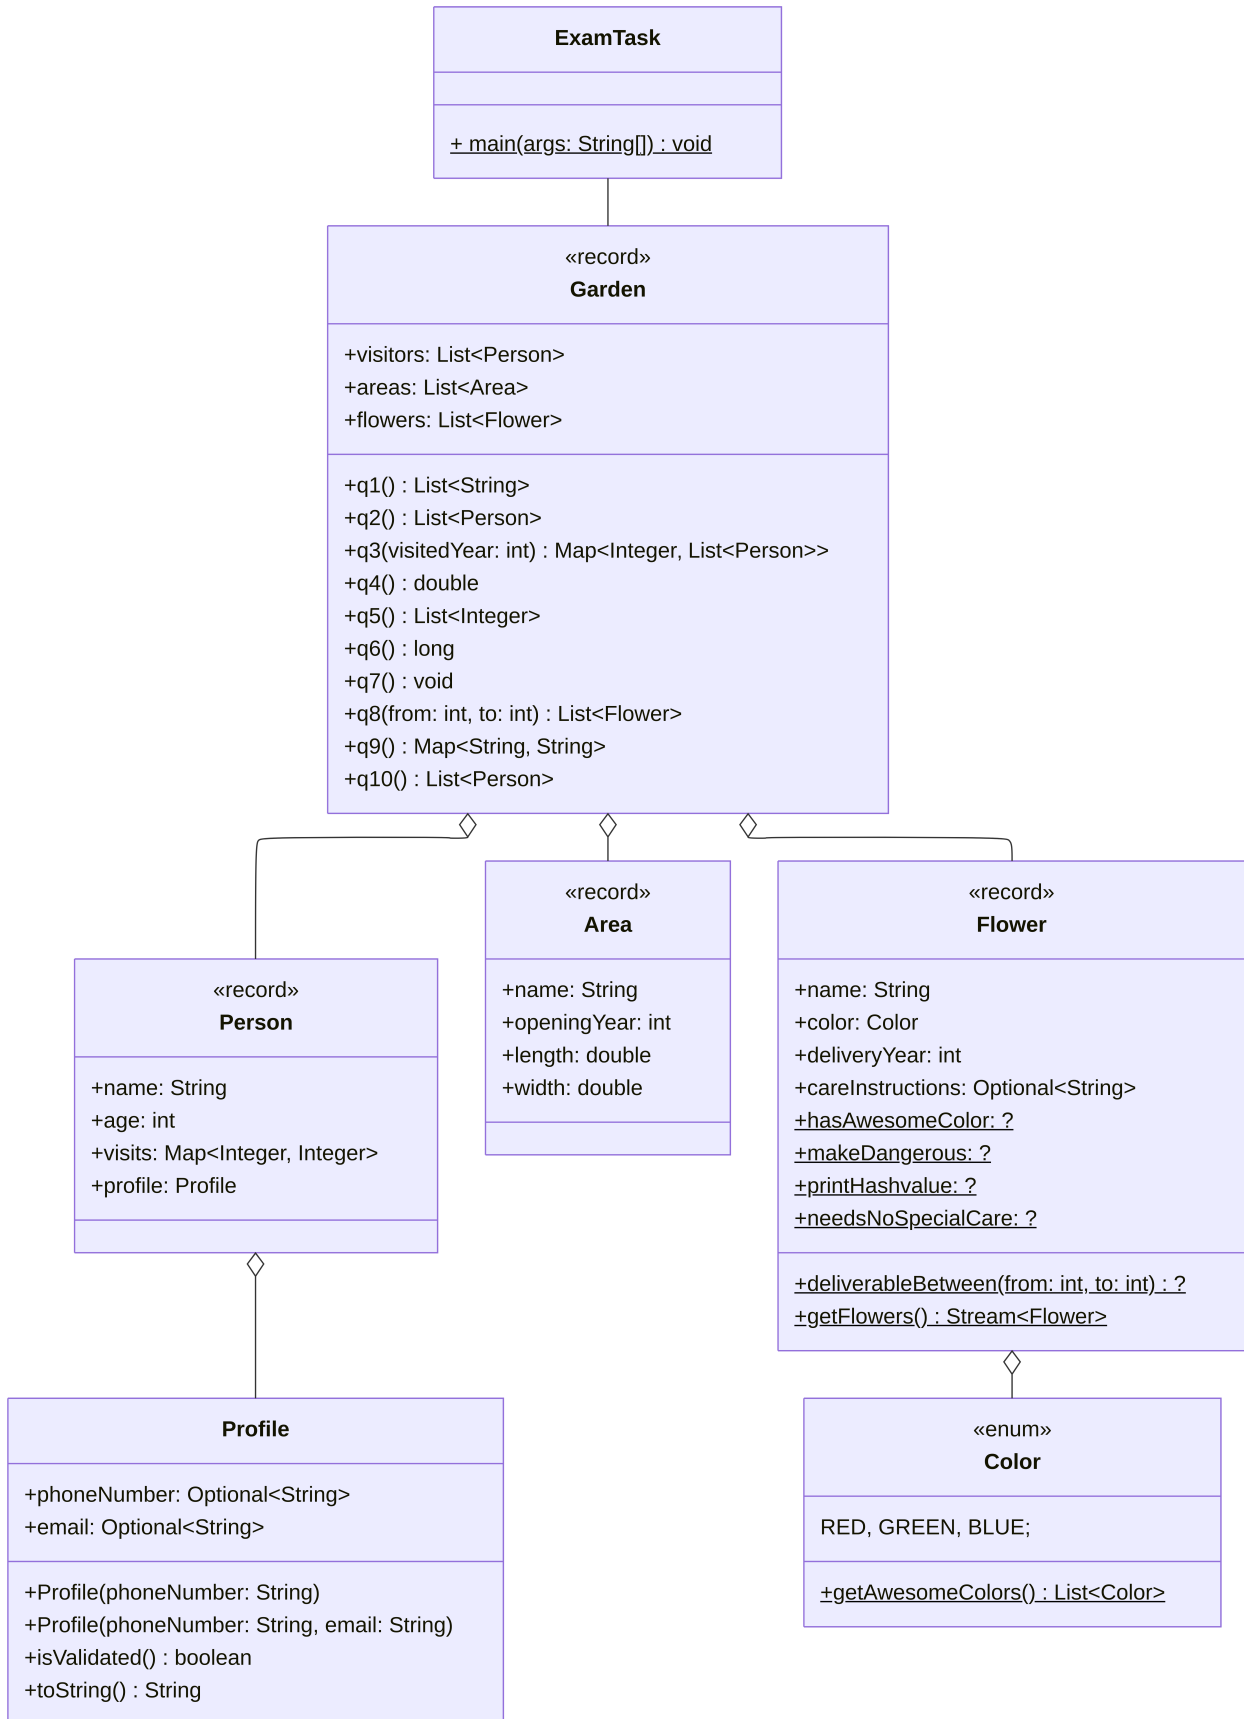 ExamTask
+ main(args: String[]) : void
«record»
Garden
+visitors: List<Person>
+areas: List<Area>
+flowers: List<Flower>
+q1() : List<String>
+q2() : List<Person>
+q3(visitedYear: int) : Map<Integer, List<Person>>
+q4() : double
+q5() : List<Integer>
+q6() : long
+q7() : void
+q8(from: int, to: int) : List<Flower>
+q9() : Map<String, String>
+q10() : List<Person>
«record»
Person
+name: String
+age: int
+visits: Map<Integer, Integer>
+profile: Profile
«record»
Area
+name: String
+openingYear: int
+length: double
+width: double
«record»
Flower
+name: String
+color: Color
+deliveryYear: int
+careInstructions: Optional<String>
+hasAwesomeColor: ?
+makeDangerous: ?
+printHashvalue: ?
+needsNoSpecialCare: ?
+deliverableBetween(from: int, to: int) : ?
+getFlowers() : Stream<Flower>
Profile
+phoneNumber: Optional<String>
+email: Optional<String>
+Profile(phoneNumber: String)
+Profile(phoneNumber: String, email: String)
+isValidated() : boolean
+toString() : String
«enum»
Color
RED, GREEN, BLUE;
+getAwesomeColors() : List<Color>